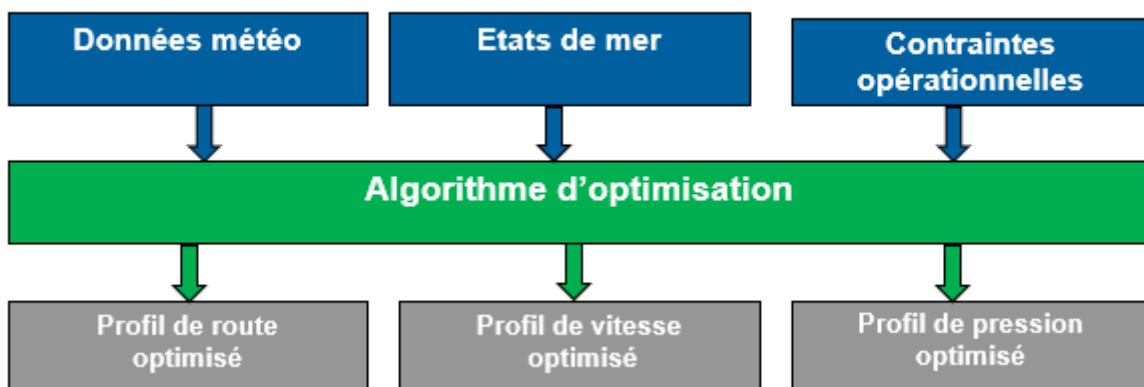 Données météo
Etats de mer
Contraintes
opérationnelles
Algorithme d'optimisation
Profil de route
optimisé
Profil de vitesse
optimisé
Profil de pression
optimisé